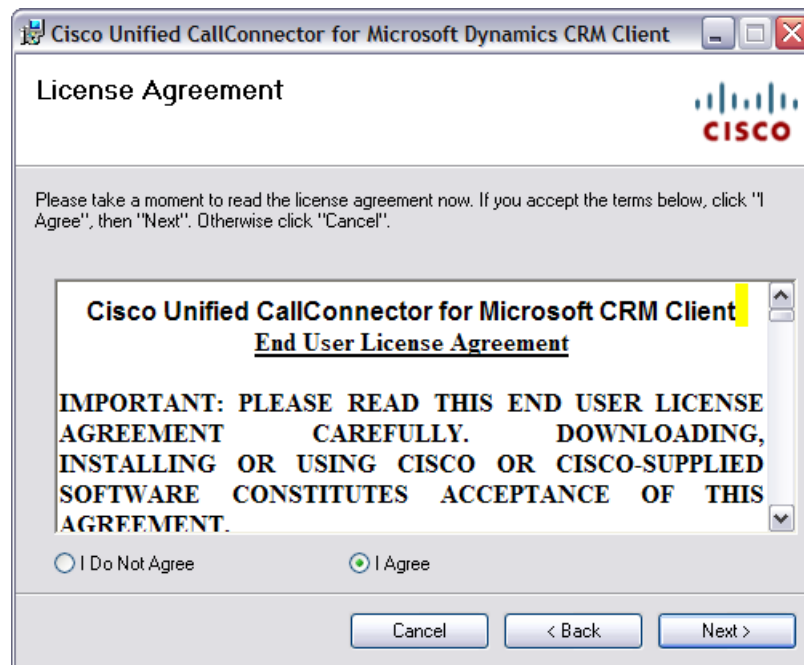 Cisco Unified CallConnector for Microsoft Dynamics CRM Client
License Agreement
CISCO
Please take a moment to read the license agreement now. If you accept the terms below, click "I
Agree", then "Next". Otherwise click "Cancel".
Cisco Unified CallConnector for Microsoft CRM Client
End User License Agreement
IMPORTANT: PLEASE READ THIS END USER LICENSE
AGREEMENT CAREFULLY. DOWNLOADING,
INSTALLING OR USING CISCO OR CISCO-SUPPLIED
SOFTWARE CONSTITUTES ACCEPTANCE OF THIS
AGREEMENT.
I Do Not Agree I Agree
Cancel < Back Next >